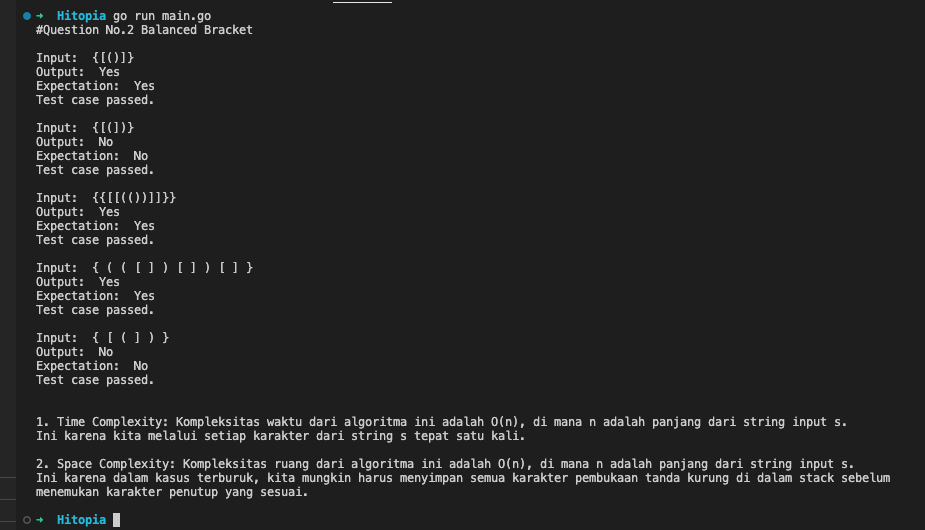 → Hitopia go run main.go
#Question No.2 Balanced Bracket
Input:  {[()]}
Output:  Yes
Expectation:  Yes
Test case passed.
Input:  {[(])}
Output:  No
Expectation:  No
Test case passed.
Input:  {{[[(())]]}}
Output:  Yes
Expectation:  Yes
Test case passed.
Input:  { ( ( [ ] ) [ ] ) [ ] }
Output:  Yes
Expectation:  Yes
Test case passed.
Input:  { [ ( ] ) }
Output:  No
Expectation:  No
Test case passed.
1. Time Complexity: Kompleksitas waktu dari algoritma ini adalah O(n), di mana n adalah panjang dari string input s.
Ini karena kita melalui setiap karakter dari string s tepat satu kali.
2. Space Complexity: Kompleksitas ruang dari algoritma ini adalah O(n), di mana n adalah panjang dari string input s.
Ini karena dalam kasus terburuk, kita mungkin harus menyimpan semua karakter pembukaan tanda kurung di dalam stack sebelum
menemukan karakter penutup yang sesuai.
→ Hitopia